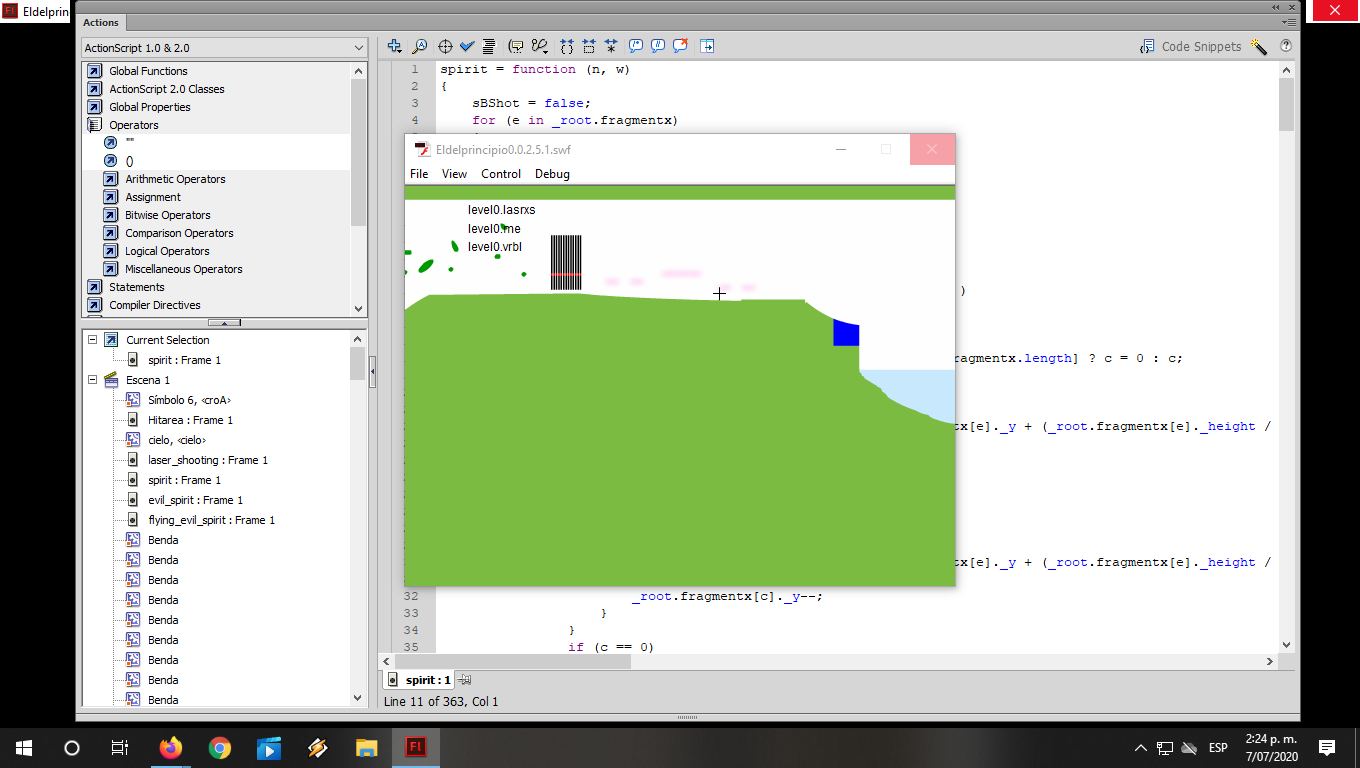 Eldelprin
Actions
ActionScript 1.0 & 2.0
Code Snippets
Global Functions
ActionScript 2.0 Classes
Global Properties
Operators
""
()
Arithmetic Operators
Assignment
Bitwise Operators
Comparison Operators
Logical Operators
Miscellaneous Operators
Statements
Compiler Directives
Current Selection
spirit : Frame 1
Escena 1
Símbolo 6, <croA>
Hitarea : Frame 1
cielo, <cielo>
laser_shooting : Frame 1
spirit : Frame 1
evil_spirit : Frame 1
flying_evil_spirit : Frame 1
Benda
Benda
Benda
Benda
Benda
Benda
Benda
Benda
Benda
1 spirit = function (n, w)
2 {
3 sBShot = false;
4 for (e in _root.fragmentx)
Eldelprincipio0.0.2.5.1.swf
File View Control Debug
level0.lasrxs
level0.me
level0.vrbl
)
agmentx.length] ? c = 0 : c;
tx[e]._y + (_root.fragmentx[e]._height /
tx[e]._y + (_root.fragmentx[e]._height /
32 _root.fragmentx[c]._y--;
33 }
34 }
35 if (c == 0)
spirit : 1
Line 11 of 363, Col 1
ESP
2:24 p. m.
7/07/2020